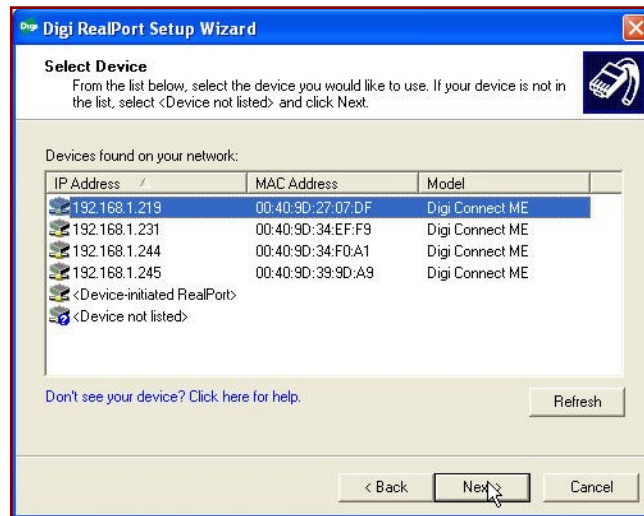 Digi
Digi RealPort Setup Wizard
Select Device
From the list below, select the device you would like to use. If your device is not in
the list, select <Device not listed> and click Next.
Devices found on your network:
IP Address MAC Address Model
192.168.1.219 00:40:9D:27:07:DF Digi Connect ME
192.168.1.231 00:40:9D:34:EF:F9 Digi Connect ME
192.168.1.244 00:40:9D:34:F0:A1 Digi Connect ME
192.168.1.245 00:40:9D:39:9D:A9 Digi Connect ME
<Device-initiated RealPort>
<Device not listed>
Don't see your device? Click here for help.
Refresh
< Back Next > Cancel